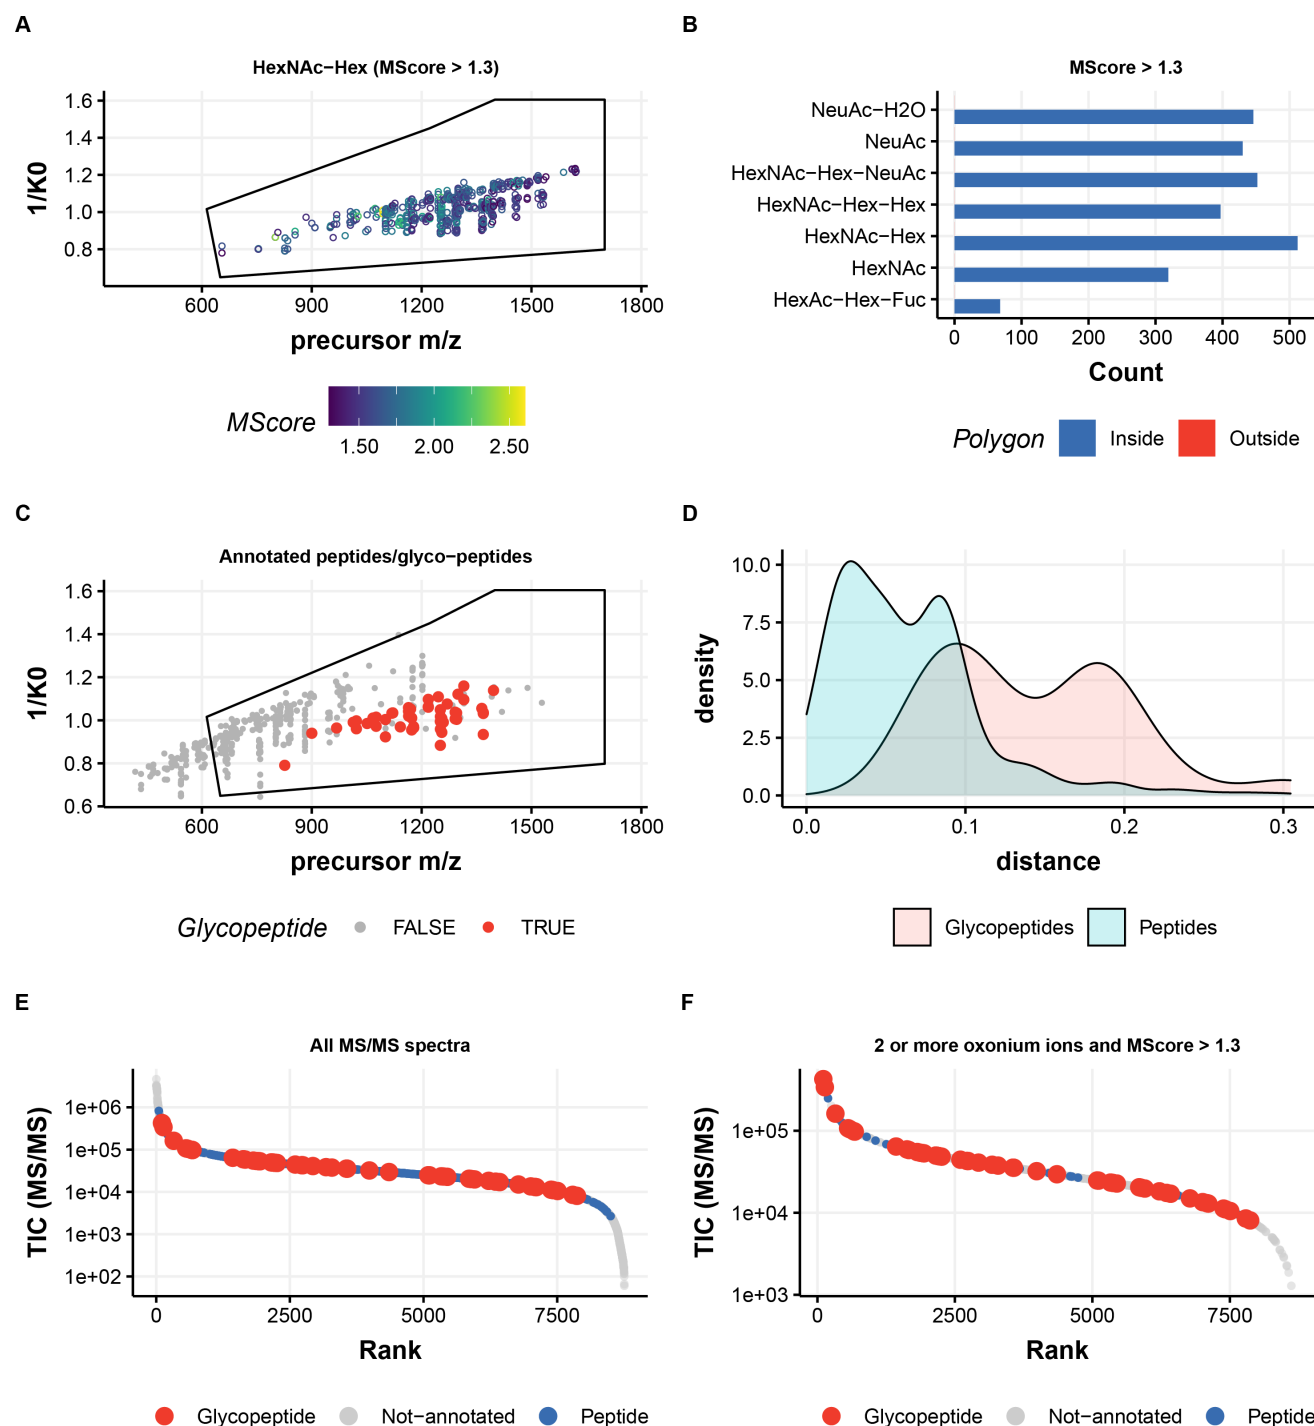 A
HexNAc−Hex (MScore > 1.3)
1/K0
1.6
1.4
1.2
1.0
0.8
600 900 1200 1500 1800
precursor m/z
MScore
1.50 2.00 2.50
B
MScore > 1.3
NeuAc−H2O
NeuAc
HexNAc−Hex−NeuAc
HexNAc−Hex−Hex
HexNAc−Hex
HexNAc
HexAc−Hex−Fuc
0 100 200 300 400 500
Count
Polygon Inside Outside
C
Annotated peptides/glyco−peptides
1/K0
1.6
1.4
1.2
1.0
0.8
0.6
600 900 1200 1500 1800
precursor m/z
Glycopeptide FALSE TRUE
D
density
10.0
7.5
5.0
2.5
0.0
0.0 0.1 0.2 0.3
distance
Glycopeptides Peptides
E
All MS/MS spectra
TIC (MS/MS)
1e+06
1e+05
1e+04
1e+03
1e+02
0 2500 5000 7500
Rank
Glycopeptide Not−annotated Peptide
F
2 or more oxonium ions and MScore > 1.3
TIC (MS/MS)
1e+05
1e+04
1e+03
0 2500 5000 7500
Rank
Glycopeptide Not−annotated Peptide